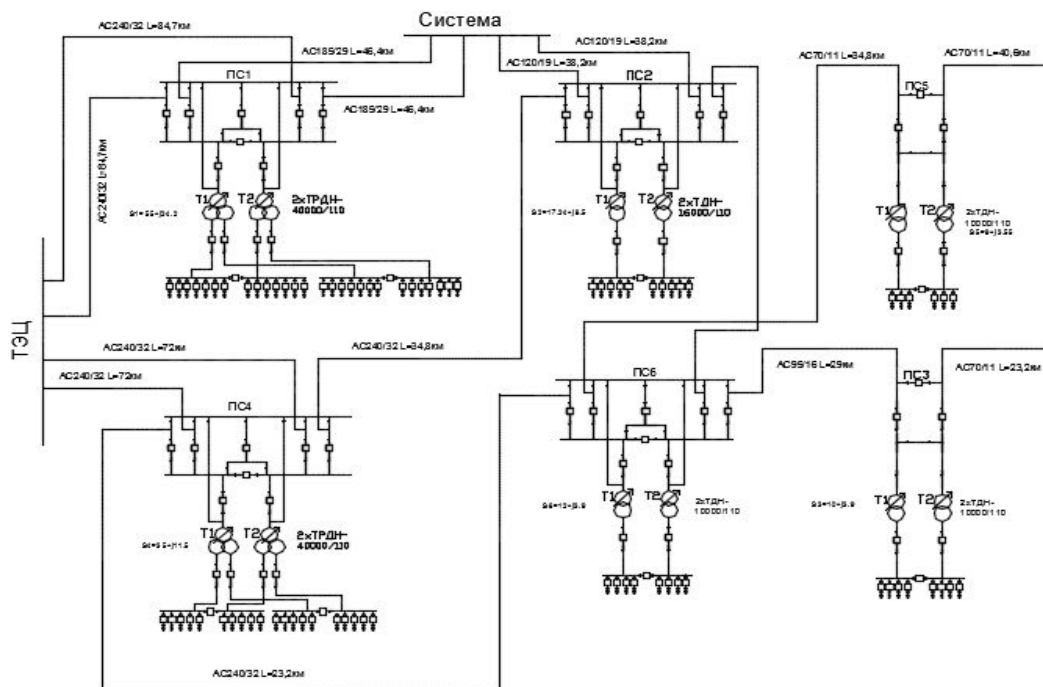 Система
АС240/32 L=84,7км
АС185/29 L=46,4км
АС120/19 L=38,2км
АС120/19 L=38,2км
АС70/11 L=34,8км
АС70/11 L=40,6км
ПС1
ПС2
ПС5
АС185/29 L=46,4км
АС240/32 L=84,7км
Т1
Т2
2хТРДН-
40000/110
Т1
Т2
2хТДН-
16000/110
Т1
Т2
2хТДН-
10000/110
ТЭЦ
АС240/32 L=72км
АС240/32 L=34,8км
АС240/32 L=72км
ПС4
ПС6
АС95/16 L=29км
ПС3
АС70/11 L=23,2км
Т1
Т2
2хТРДН-
40000/110
Т1
Т2
2хТДН-
10000/110
Т1
Т2
2хТДН-
10000/110
АС240/32 L=23,2км